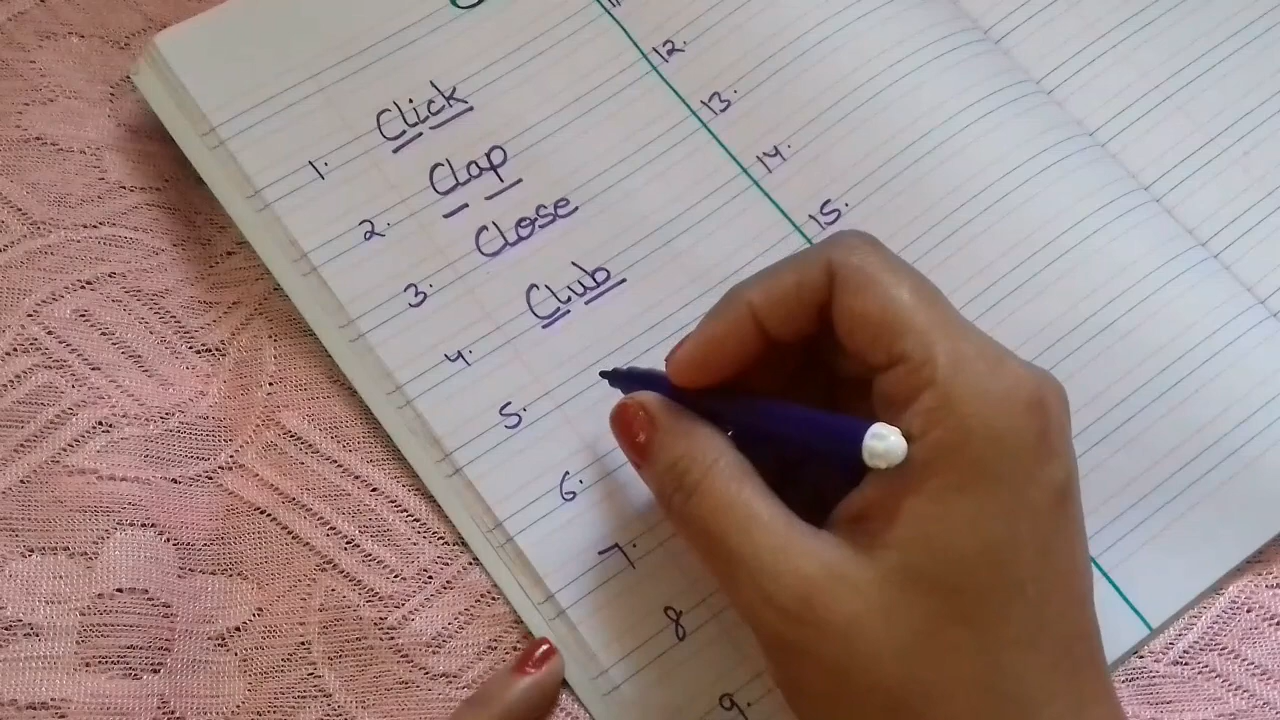 1. Click
2. Clap
3. Close
4. Club
5.
6.
7.
8
9.
12.
13.
14.
15.